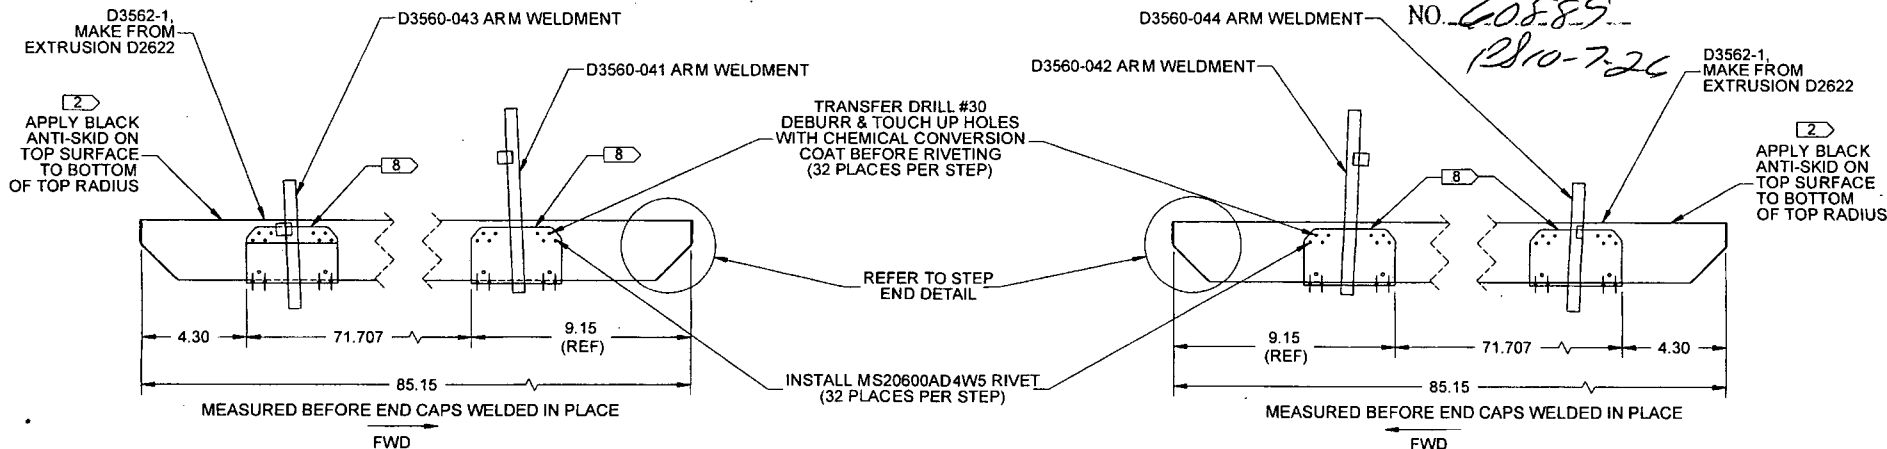 D3562-1,
MAKE FROM
EXTRUSION D2622
D3560-043 ARM WELDMENT
D3560-041 ARM WELDMENT
2
APPLY BLACK
ANTI-SKID ON
TOP SURFACE
TO BOTTOM
OF TOP RADIUS
8
8
TRANSFER DRILL #30
DEBURR & TOUCH UP HOLES
WITH CHEMICAL CONVERSION
COAT BEFORE RIVETING
(32 PLACES PER STEP)
REFER TO STEP
END DETAIL
INSTALL MS20600AD4W5 RIVET
(32 PLACES PER STEP)
4.30
71.707
9.15
(REF)
85.15
MEASURED BEFORE END CAPS WELDED IN PLACE
FWD
NO. 60885
D3560-044 ARM WELDMENT
D3560-042 ARM WELDMENT
D3562-1,
MAKE FROM
EXTRUSION D2622
2
APPLY BLACK
ANTI-SKID ON
TOP SURFACE
TO BOTTOM
OF TOP RADIUS
8
9.15
(REF)
71.707
4.30
85.15
MEASURED BEFORE END CAPS WELDED IN PLACE
FWD